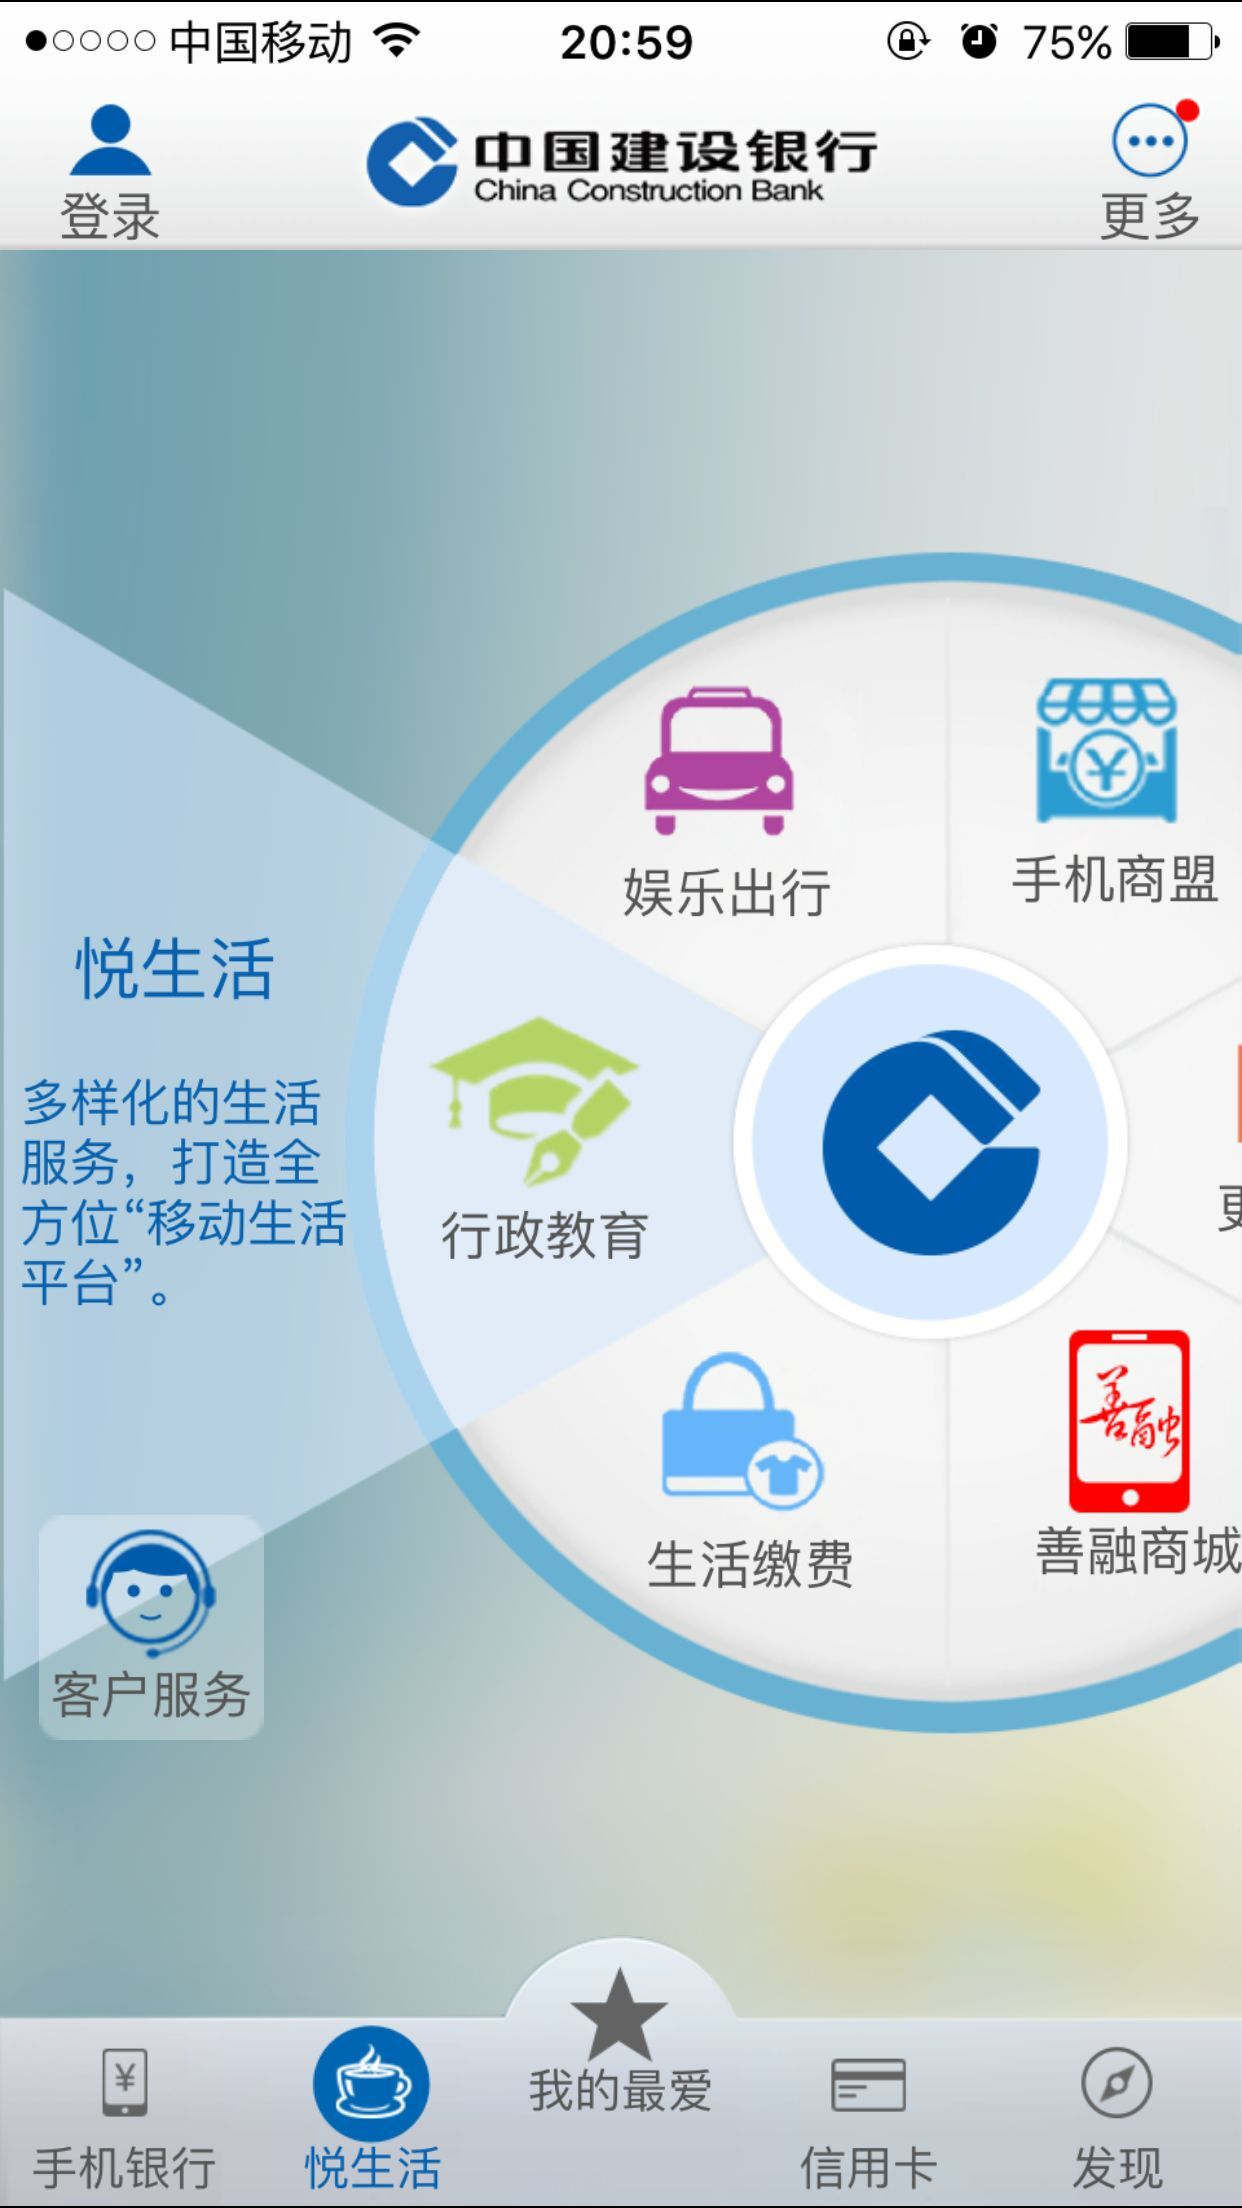 中国移动
20:59
75%
登录
中国建设银行
China Construction Bank
更多
娱乐出行
手机商盟
悦生活
多样化的生活
服务，打造全
方位“移动生活
平台”。
行政教育
更
生活缴费
善融
善融商城
客户服务
我的最爱
手机银行
悦生活
信用卡
发现